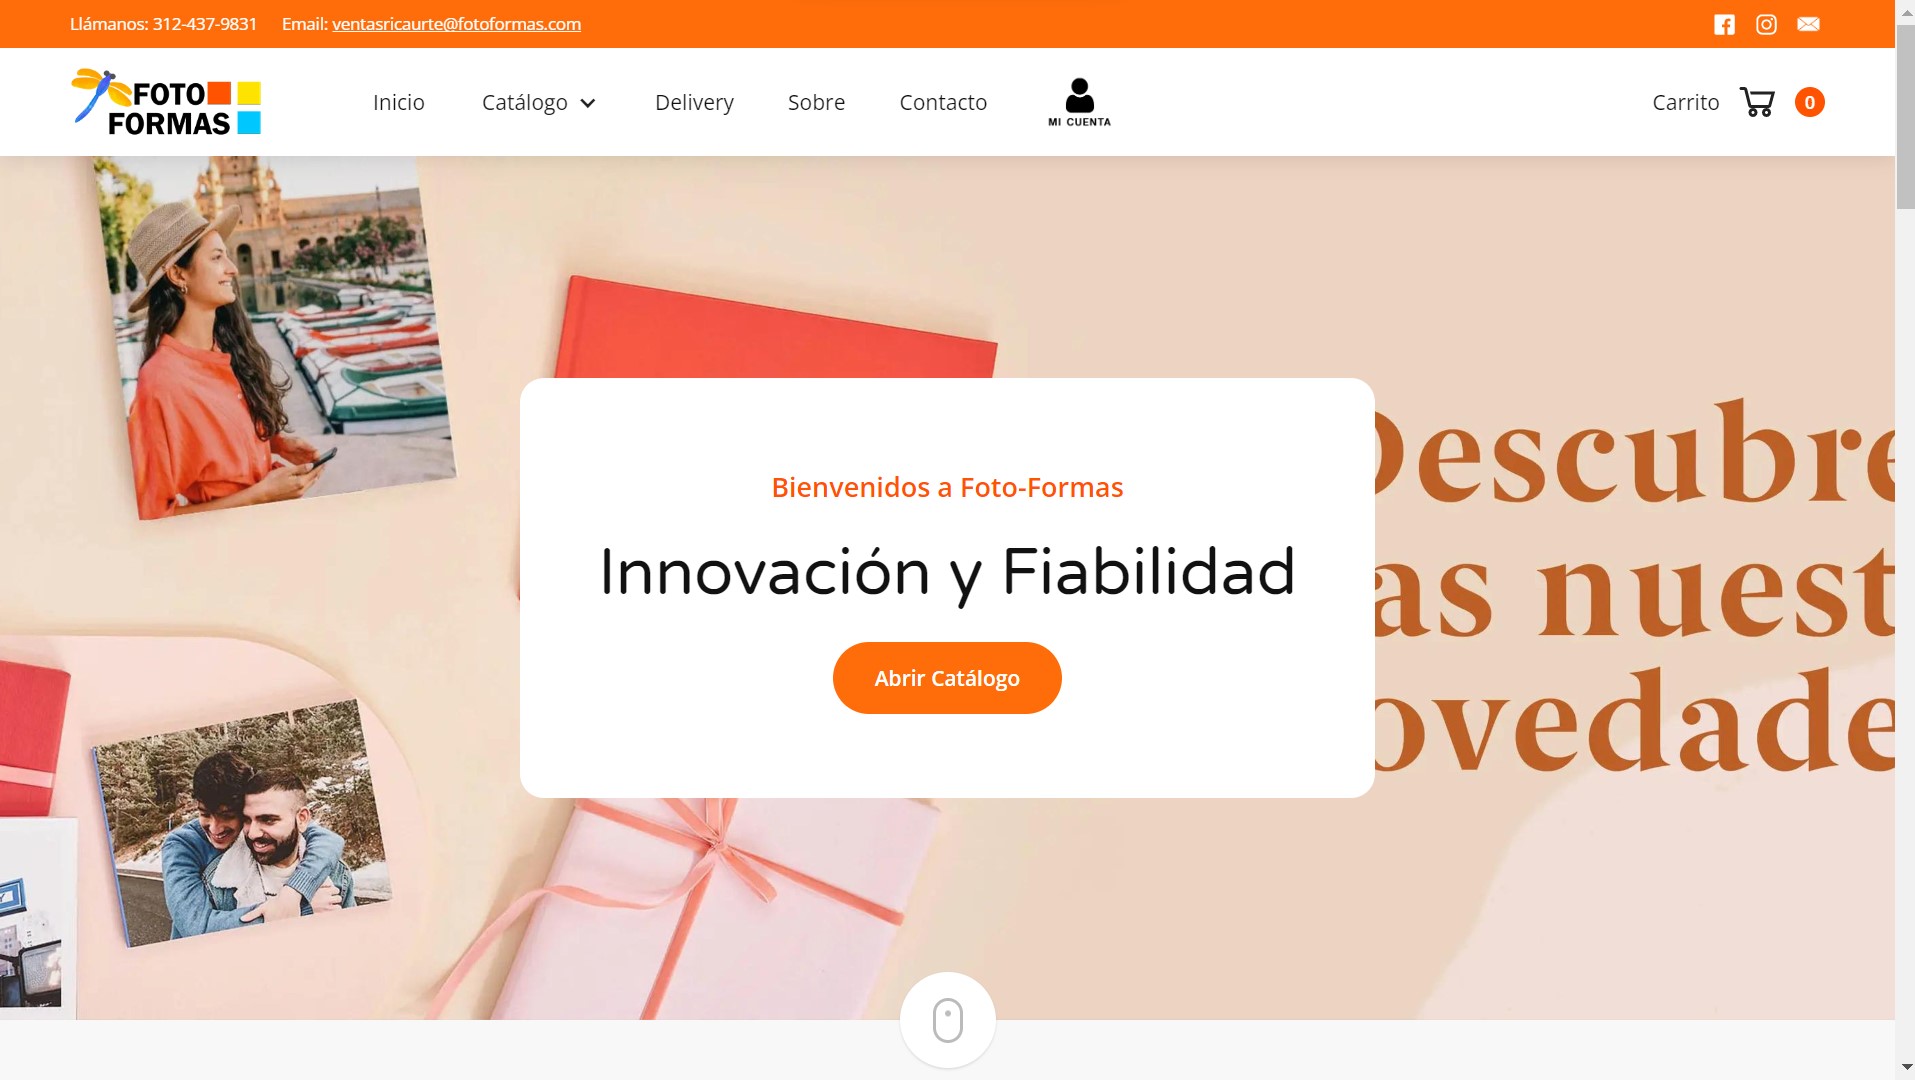 Llámanos: 312-437-9831 Email: ventasricaurte@fotoformas.com
FOTO
FORMAS
Inicio Catálogo Delivery Sobre Contacto
MI CUENTA
Carrito 0
Descubre
as nuest
ovedade
Bienvenidos a Foto-Formas
Innovación y Fiabilidad
Abrir Catálogo